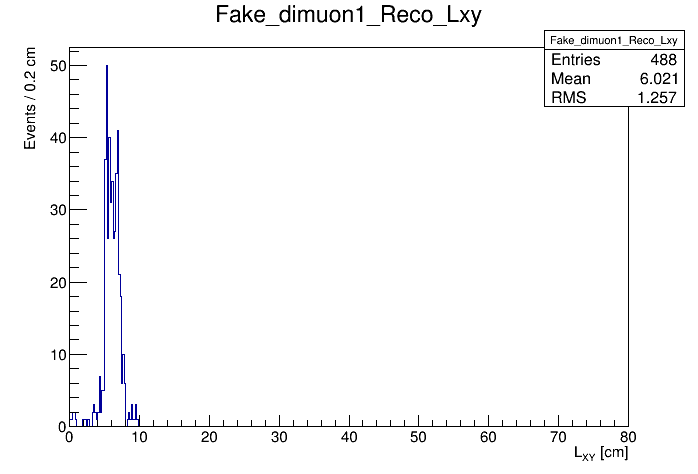 Fake_dimuon1_Reco_Lxy
Fake_dimuon1_Reco_Lxy
Entries 488
Mean 6.021
RMS 1.257
Events / 0.2 cm
50
40
30
20
10
0
0 10 20 30 40 50 60 70 80
L_XY [cm]